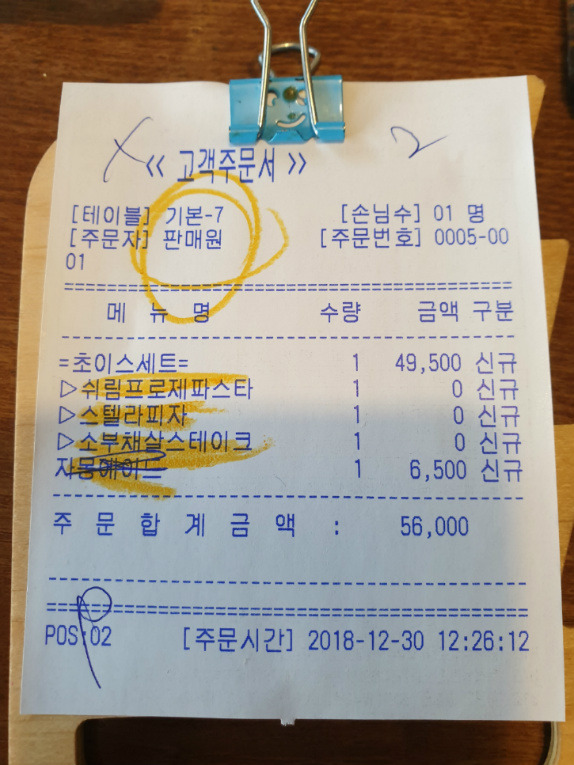 2
<< 고객주문서 >>
[테이블] 기본-7 [손님수] 01 명
[주문자] 판매원 [주문번호] 0005-00
01
메 뉴 명 수량 금액 구분
=초이스세트= 1 49,500 신규
▷쉬림프로제파스타 1 0 신규
▷스텔라피자 1 0 신규
▷소부채살스테이크 1 0 신규
자몽에이드 1 6,500 신규
주 문 합 계 금 액 : 56,000
POS:02 [주문시간] 2018-12-30 12:26:12